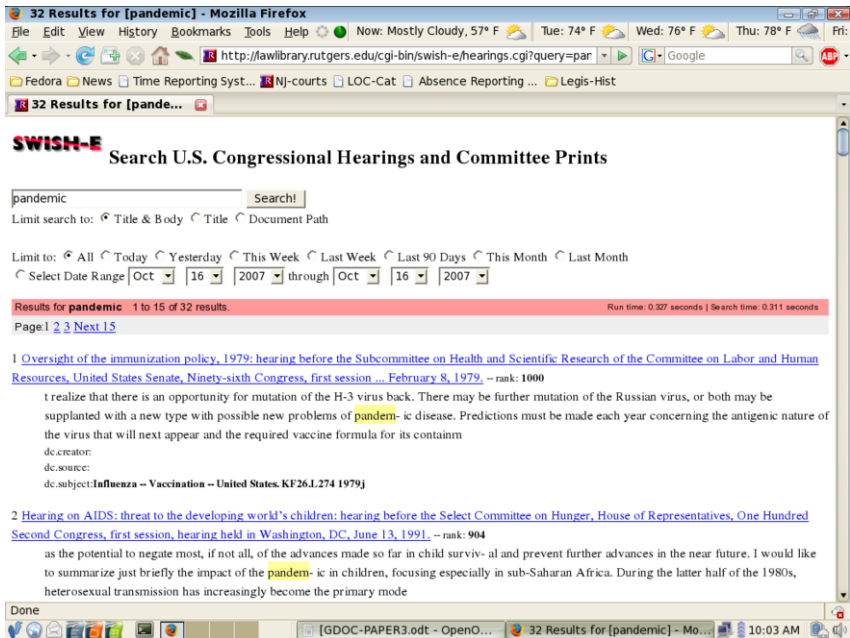 32 Results for [pandemic] - Mozilla Firefox
File Edit View History Bookmarks Tools Help Now: Mostly Cloudy, 57° F Tue: 74° F Wed: 76° F Thu: 78° F Fri:
http://lawlibrary.rutgers.edu/cgi-bin/swish-e/hearings.cgi?query=par G Google ABP
Fedora News Time Reporting Syst... NJ-courts LOC-Cat Absence Reporting ... Legis-Hist
32 Results for [pande...
SWISH-E Search U.S. Congressional Hearings and Committee Prints
pandemic Search!
Limit search to: Title & Body Title Document Path
Limit to: All Today Yesterday This Week Last Week Last 90 Days This Month Last Month
Select Date Range Oct 16 2007 through Oct 16 2007
Results for pandemic 1 to 15 of 32 results. Run time: 0.327 seconds | Search time: 0.311 seconds
Page:1 2 3 Next 15
1 Oversight of the immunization policy, 1979: hearing before the Subcommittee on Health and Scientific Research of the Committee on Labor and Human
Resources, United States Senate, Ninety-sixth Congress, first session ... February 8, 1979. -- rank: 1000
t realize that there is an opportunity for mutation of the H-3 virus back. There may be further mutation of the Russian virus, or both may be
supplanted with a new type with possible new problems of pandem- ic disease. Predictions must be made each year concerning the antigenic nature of
the virus that will next appear and the required vaccine formula for its containm
dc.creator:
dc.source:
dc.subject:Influenza -- Vaccination -- United States. KF26.L274 1979j
2 Hearing on AIDS: threat to the developing world's children: hearing before the Select Committee on Hunger, House of Representatives, One Hundred
Second Congress, first session, hearing held in Washington, DC, June 13, 1991. -- rank: 904
as the potential to negate most, if not all, of the advances made so far in child surviv- al and prevent further advances in the near future. I would like
to summarize just briefly the impact of the pandem- ic in children, focusing especially in sub-Saharan Africa. During the latter half of the 1980s,
heterosexual transmission has increasingly become the primary mode
Done
[GDOC-PAPER3.odt - OpenO... 32 Results for [pandemic] - Mo... 10:03 AM